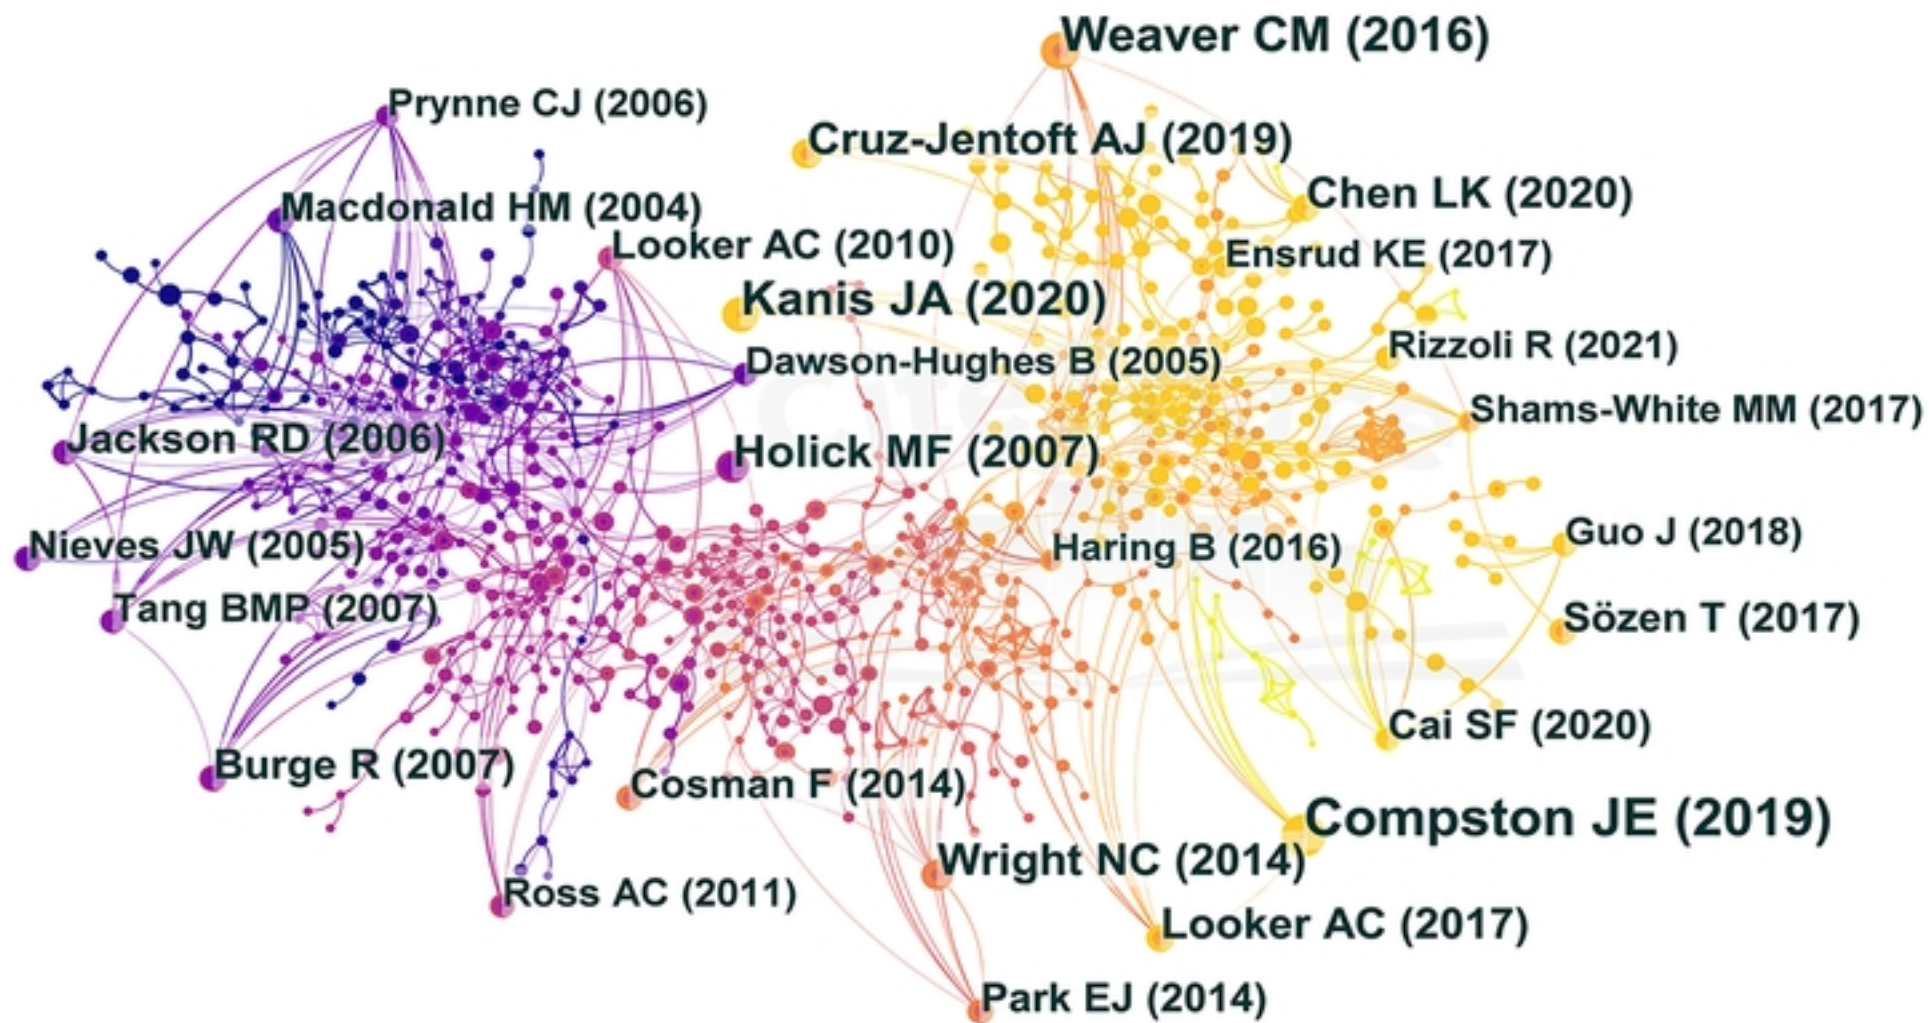 Weaver CM (2016)
Prynne CJ (2006)
Cruz-Jentoft AJ (2019)
Chen LK (2020)
Macdonald HM (2004)
Looker AC (2010)
Ensrud KE (2017)
Kanis JA (2020)
Rizzoli R (2021)
Dawson-Hughes B (2005)
Shams-White MM (2017)
Jackson RD (2006)
Holick MF (2007)
Guo J (2018)
Nieves JW (2005)
Haring B (2016)
Tang BMP (2007)
Sözen T (2017)
Cai SF (2020)
Burge R (2007)
Cosman F (2014)
Compston JE (2019)
Wright NC (2014)
Ross AC (2011)
Looker AC (2017)
Park EJ (2014)